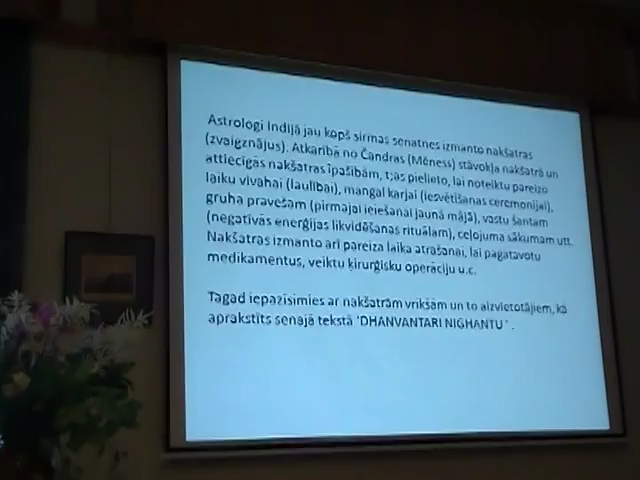 Astrologi Indijā jau kopš sirmas senatnes izmanto nakšatras
(zvaigznājus). Atkarībā no Čandras (Mēness) stāvokļa nakšatrā un
attiecīgās nakšatras īpašībām, t;as pielieto, lai noteiktu pareizo
laiku vivahai (laulībai), mangal karjai (iesvētīšanas ceremonijai),
gruha pravešam (pirmajai ieiešanai jaunā mājā), vastu šantam
(negatīvās enerģijas likvidēšanas rituālam), ceļojuma sākumam utt.
Nakšatras izmanto arī pareiza laika atrašanai, lai pagatavotu
medikamentus, veiktu ķirurģisku operāciju u.c.
Tagad iepazīsimies ar nakšatrām vrikšām un to aizvietotājiem, kā
aprakstīts senajā tekstā 'DHANVANTARI NIGHANTU' .